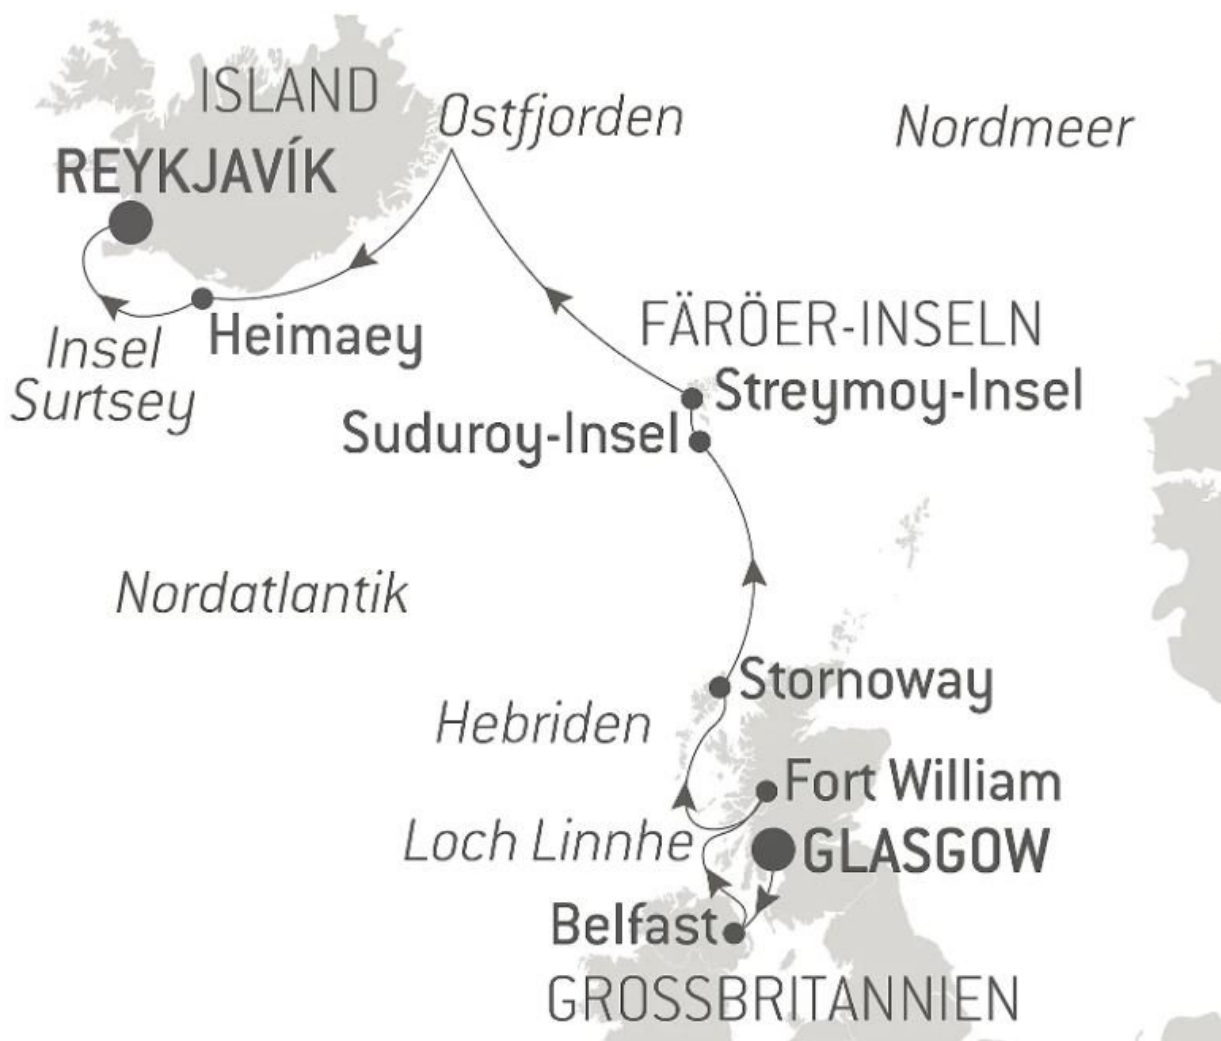 ISLAND
Ostfjorden
Nordmeer
REYKJAVÍK
Heimaey
Insel
Surtsey
FÄRÖER-INSELN
Streymoy-Insel
Suduroy-Insel
Nordatlantik
Stornoway
Hebriden
Fort William
Loch Linnhe
GLASGOW
Belfast
GROSSBRITANNIEN